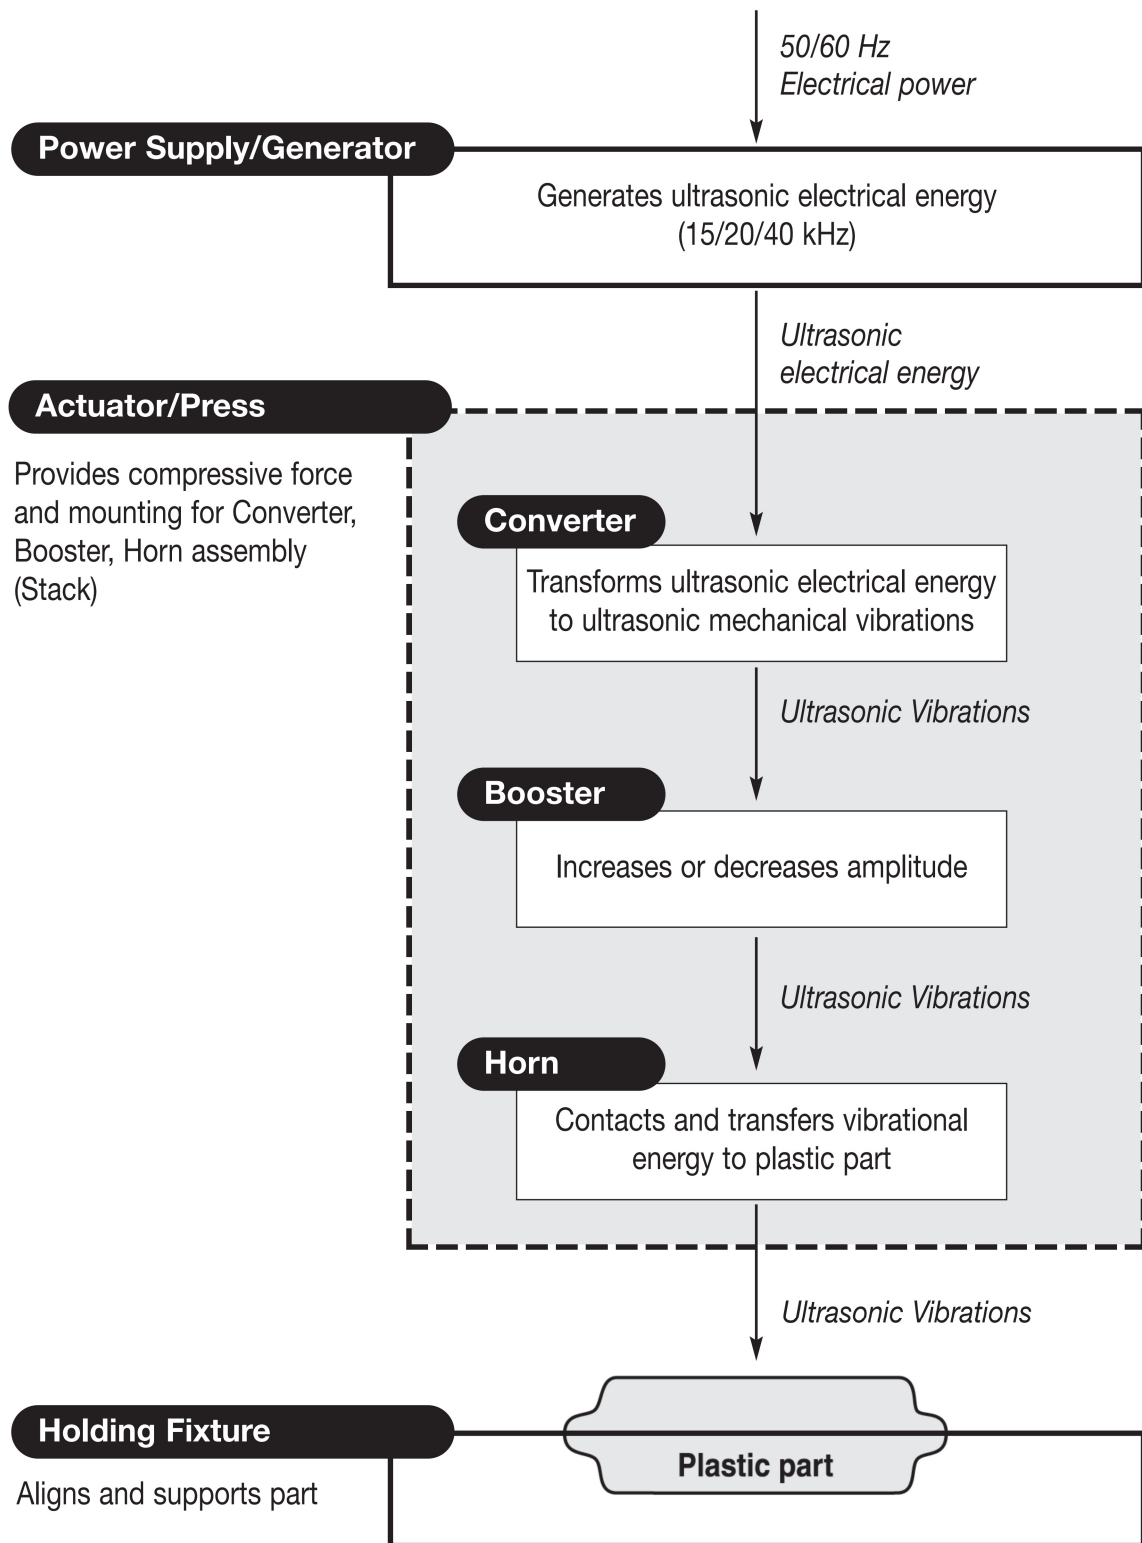 50/60 Hz
Electrical power
Power Supply/Generator
Generates ultrasonic electrical energy
(15/20/40 kHz)
Ultrasonic
electrical energy
Actuator/Press
Provides compressive force
and mounting for Converter,
Booster, Horn assembly
(Stack)
Converter
Transforms ultrasonic electrical energy
to ultrasonic mechanical vibrations
Ultrasonic Vibrations
Booster
Increases or decreases amplitude
Ultrasonic Vibrations
Horn
Contacts and transfers vibrational
energy to plastic part
Ultrasonic Vibrations
Holding Fixture
Aligns and supports part
Plastic part